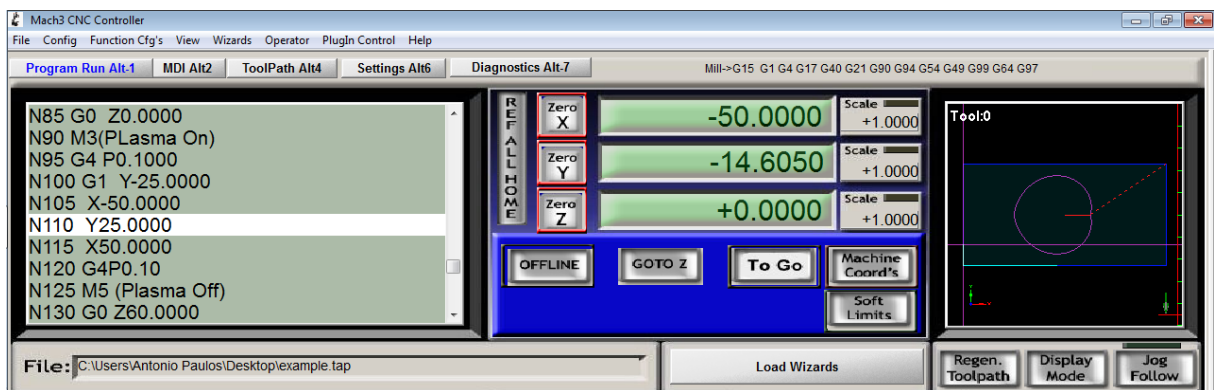 Mach3 CNC Controller
File Config Function Cfg's View Wizards Operator PlugIn Control Help
Program Run Alt-1 MDI Alt2 ToolPath Alt4 Settings Alt6 Diagnostics Alt-7 Mill->G15 G1 G4 G17 G40 G21 G90 G94 G54 G49 G99 G64 G97
N85 G0 Z0.0000
N90 M3(PLasma On)
N95 G4 P0.1000
N100 G1 Y-25.0000
N105 X-50.0000
N110 Y25.0000
N115 X50.0000
N120 G4P0.10
N125 M5 (Plasma Off)
N130 G0 Z60.0000
REF ALL HOME
Zero X -50.0000 Scale +1.0000
Zero Y -14.6050 Scale +1.0000
Zero Z +0.0000 Scale +1.0000
OFFLINE GOTO Z To Go Machine Coord's
Soft Limits
Tool:0
File: C:\Users\Antonio Paulos\Desktop\example.tap
Load Wizards
Regen. Toolpath Display Mode Jog Follow